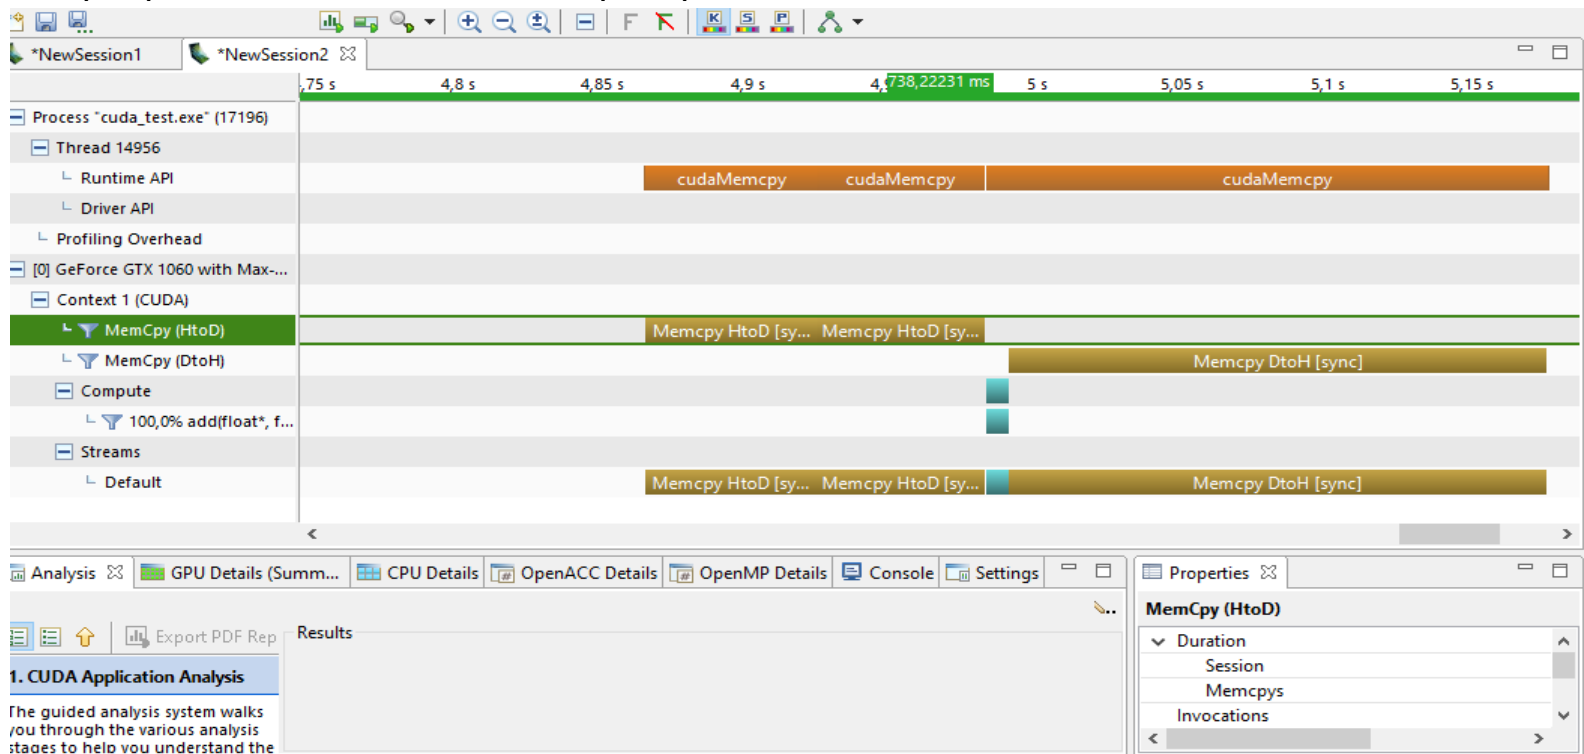 *NewSession1
*NewSession2
,75 s
4,8 s
4,85 s
4,9 s
4,
738,22231 ms
5 s
5,05 s
5,1 s
5,15 s
Process "cuda_test.exe" (17196)
Thread 14956
Runtime API
cudaMemcpy
cudaMemcpy
cudaMemcpy
Driver API
Profiling Overhead
[0] GeForce GTX 1060 with Max-...
Context 1 (CUDA)
MemCpy (HtoD)
Memcpy HtoD [sy...
Memcpy HtoD [sy...
MemCpy (DtoH)
Memcpy DtoH [sync]
Compute
100,0% add(float*, f...
Streams
Default
Memcpy HtoD [sy...
Memcpy HtoD [sy...
Memcpy DtoH [sync]
Analysis
GPU Details (Summ...
CPU Details
OpenACC Details
OpenMP Details
Console
Settings
Properties
Export PDF Rep
Results
1. CUDA Application Analysis
The guided analysis system walks
you through the various analysis
stages to help you understand the
MemCpy (HtoD)
Duration
Session
Memcpys
Invocations